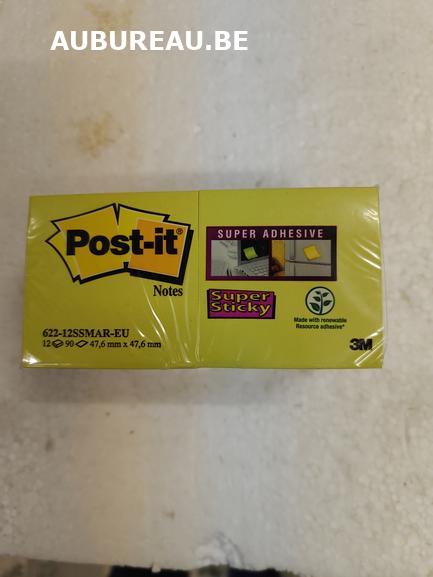 AUBUREAU.BE
Post-it®
Notes
622-12SSMAR-EU
12 90 47,6 mm x 47,6 mm
SUPER ADHESIVE
Super
Sticky
Made with renewable
Resource adhesive*
3M